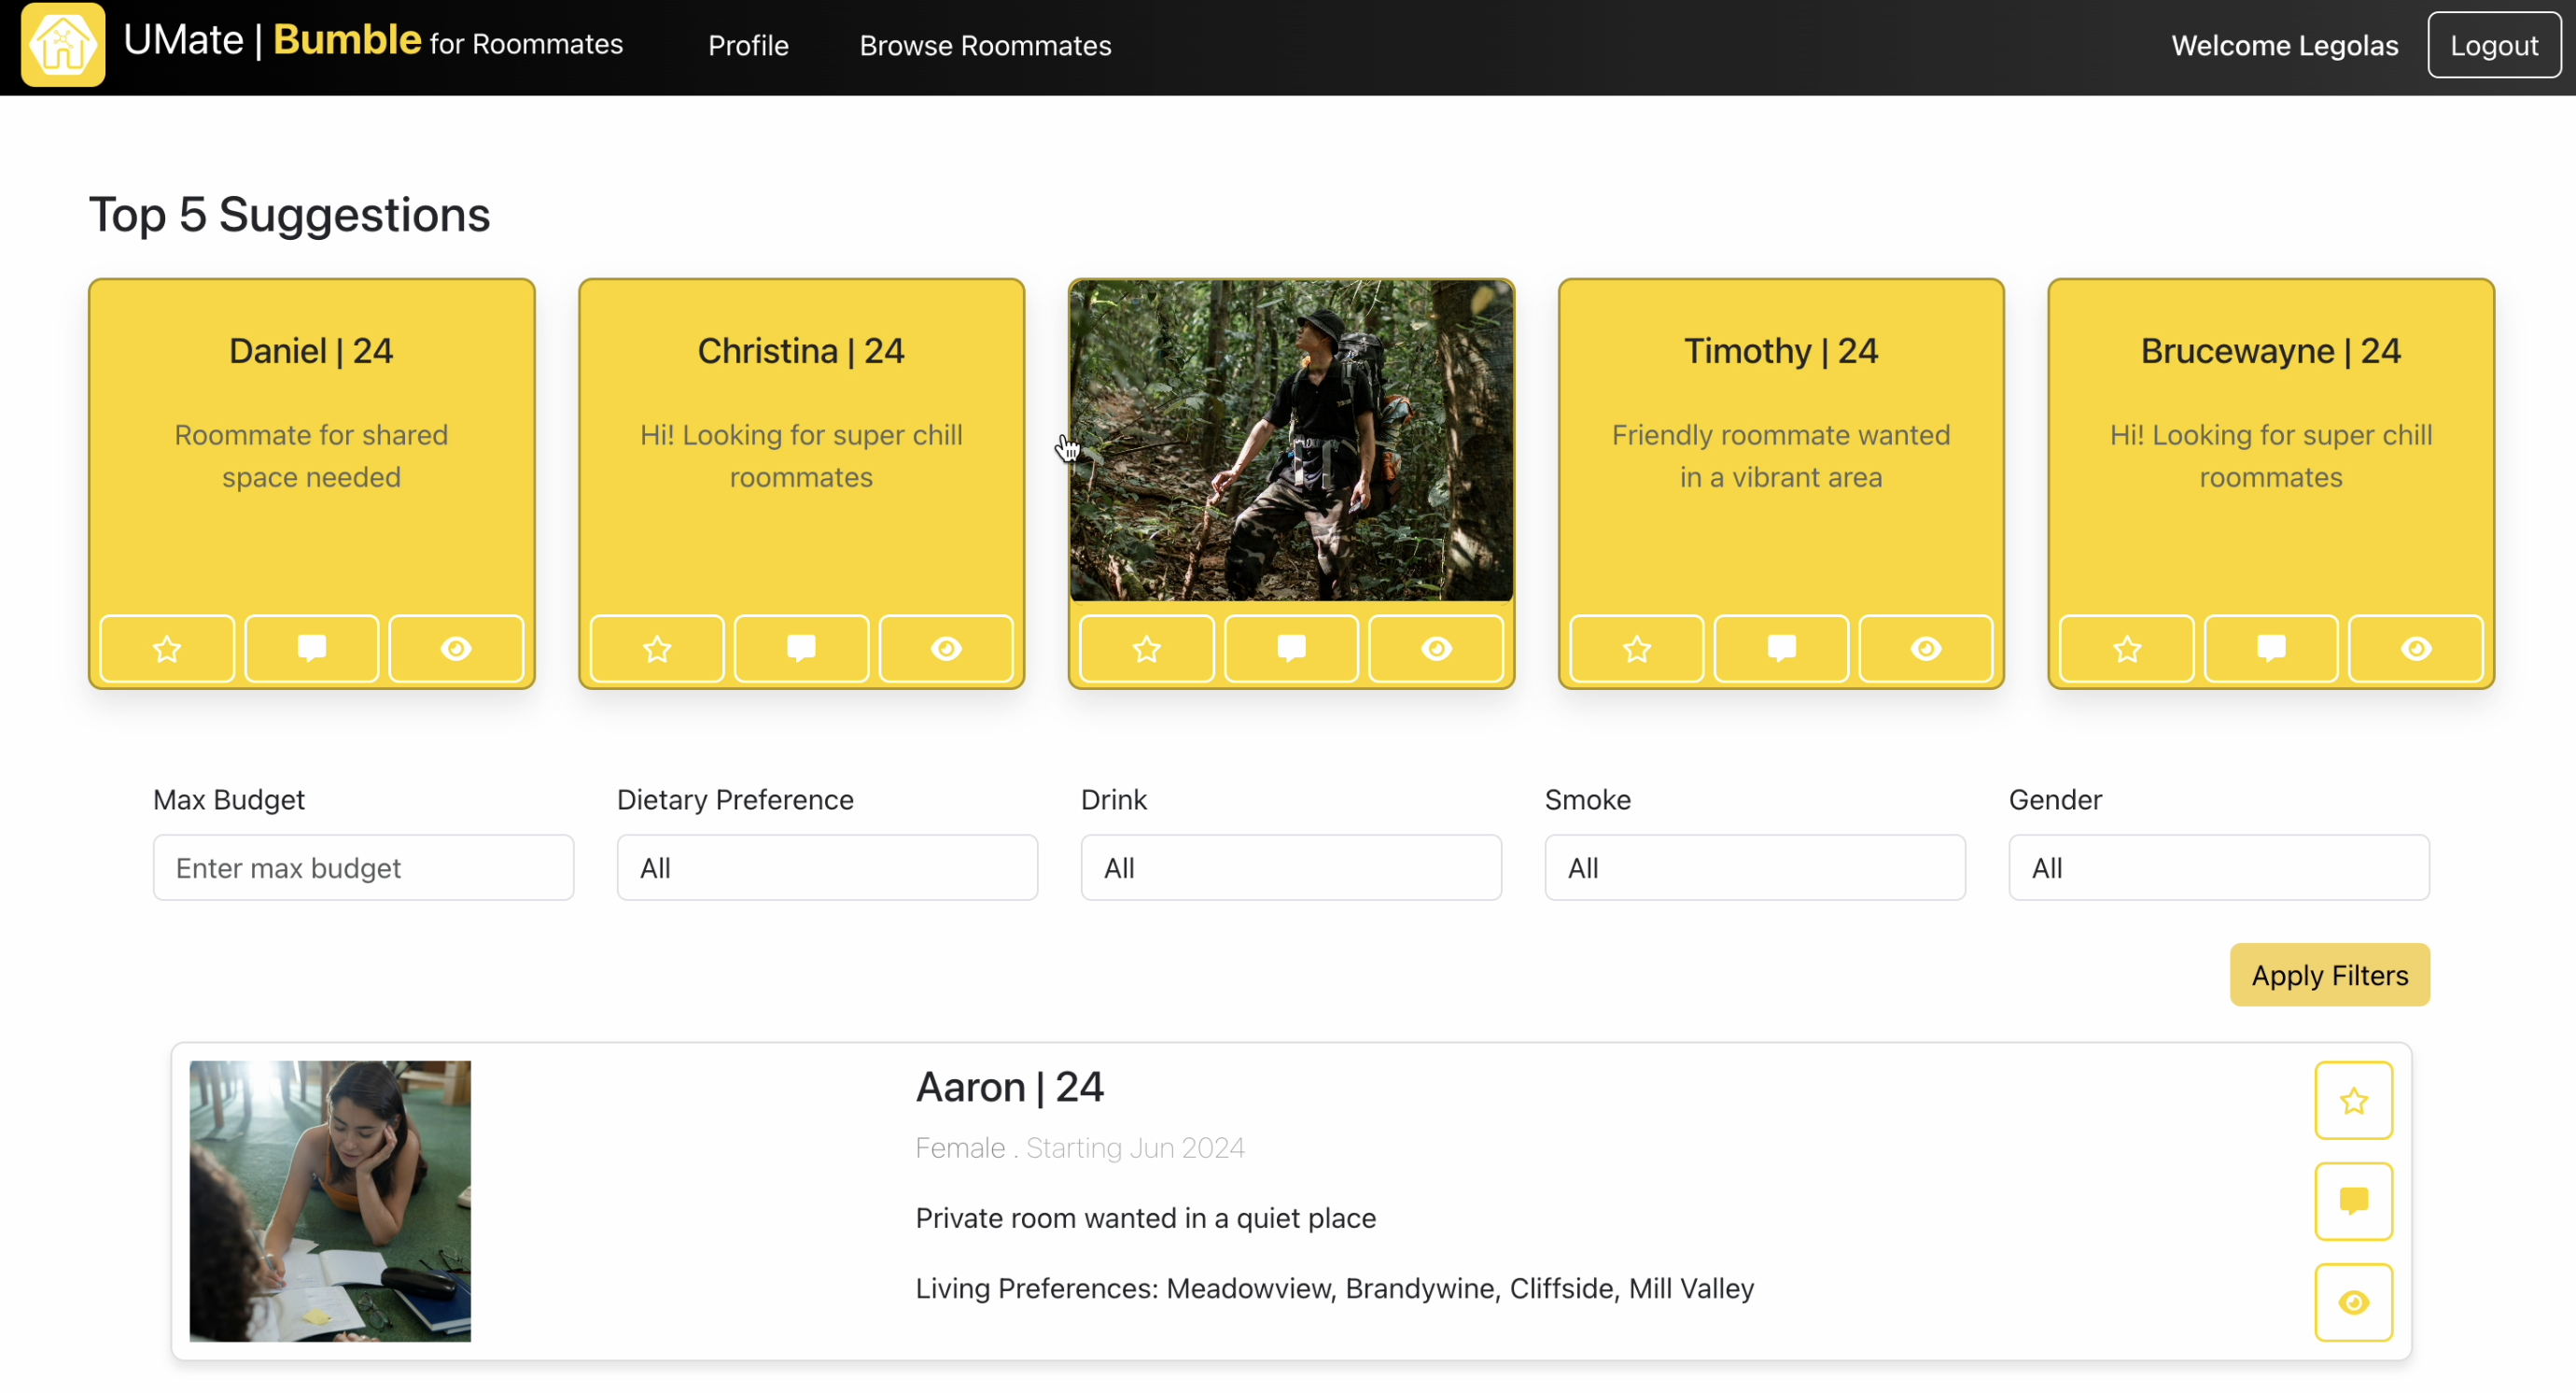 UMate | Bumble for Roommates
Profile
Browse Roommates
Welcome Legolas
Logout
Top 5 Suggestions
Daniel | 24
Roommate for shared
space needed
Christina | 24
Hi! Looking for super chill
roommates
Timothy | 24
Friendly roommate wanted
in a vibrant area
Brucewayne | 24
Hi! Looking for super chill
roommates
Max Budget
Enter max budget
Dietary Preference
All
Drink
All
Smoke
All
Gender
All
Apply Filters
Aaron | 24
Female . Starting Jun 2024
Private room wanted in a quiet place
Living Preferences: Meadowview, Brandywine, Cliffside, Mill Valley